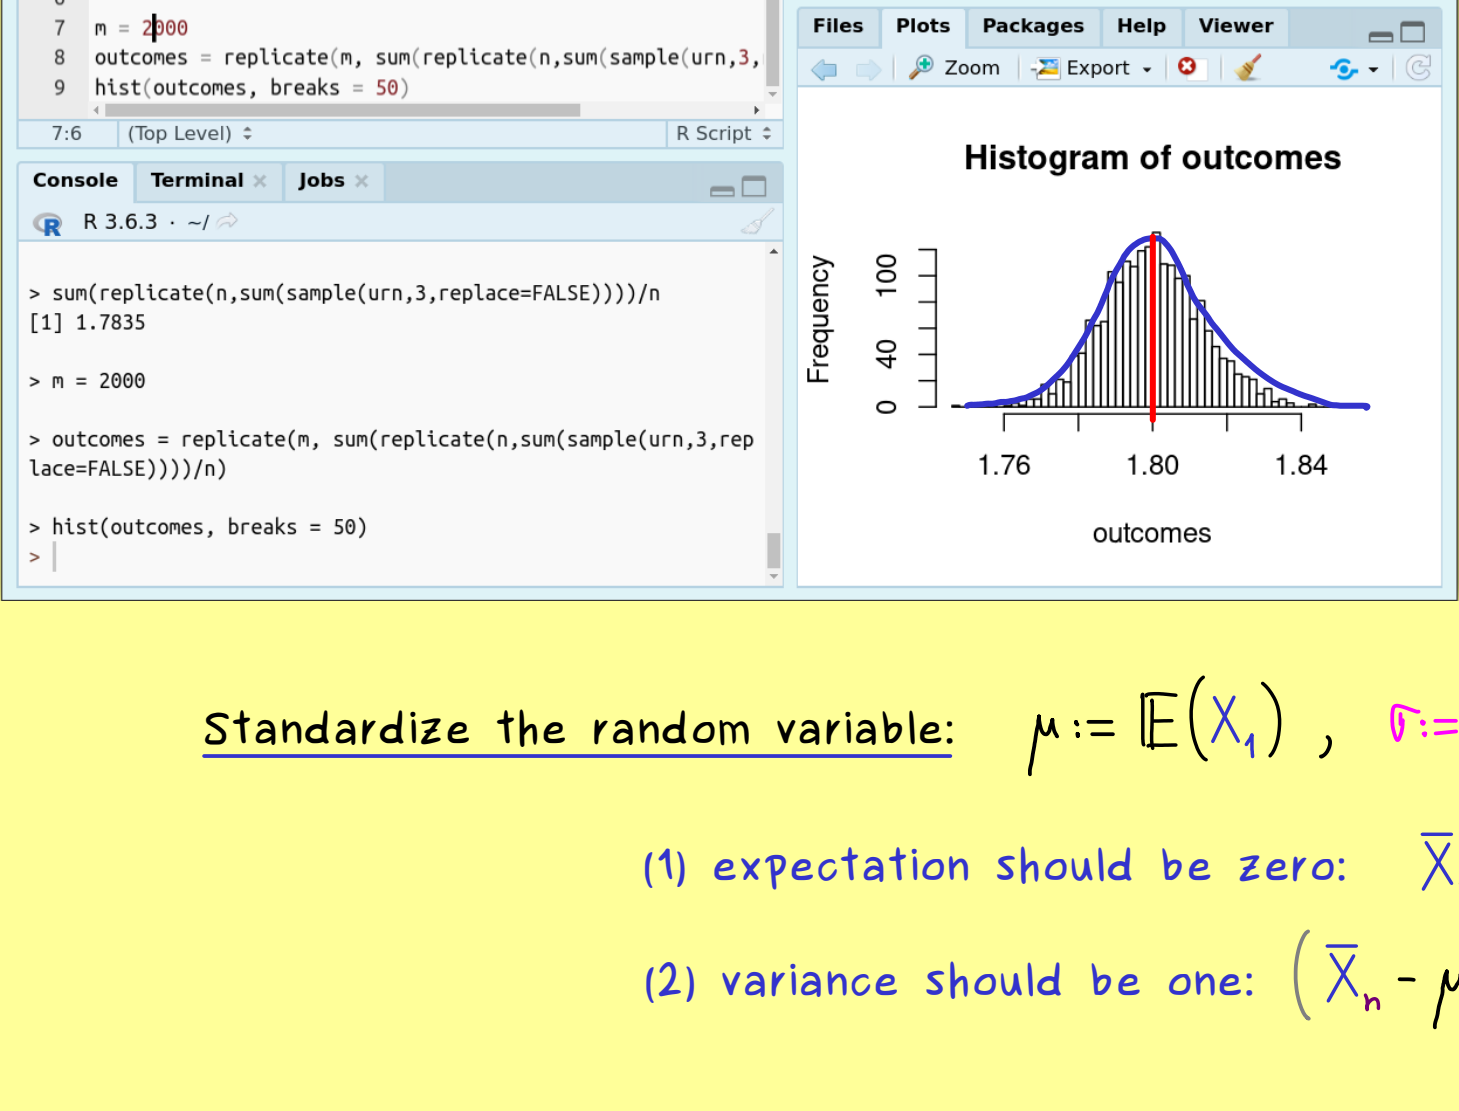 7 m = 2000
8 outcomes = replicate(m, sum(replicate(n,sum(sample(urn,3,
9 hist(outcomes, breaks = 50)
7:6 (Top Level) R Script
Console Terminal Jobs
R 3.6.3 · ~/
> sum(replicate(n,sum(sample(urn,3,replace=FALSE))))/n
[1] 1.7835
> m = 2000
> outcomes = replicate(m, sum(replicate(n,sum(sample(urn,3,rep
lace=FALSE))))/n)
> hist(outcomes, breaks = 50)
>
Files Plots Packages Help Viewer
Zoom Export
Histogram of outcomes
Frequency
100
40
0
1.76 1.80 1.84
outcomes
Standardize the random variable: μ := 𝔼(X₁) , σ :=
(1) expectation should be zero: X̅
(2) variance should be one: ( X̅ₙ - μ